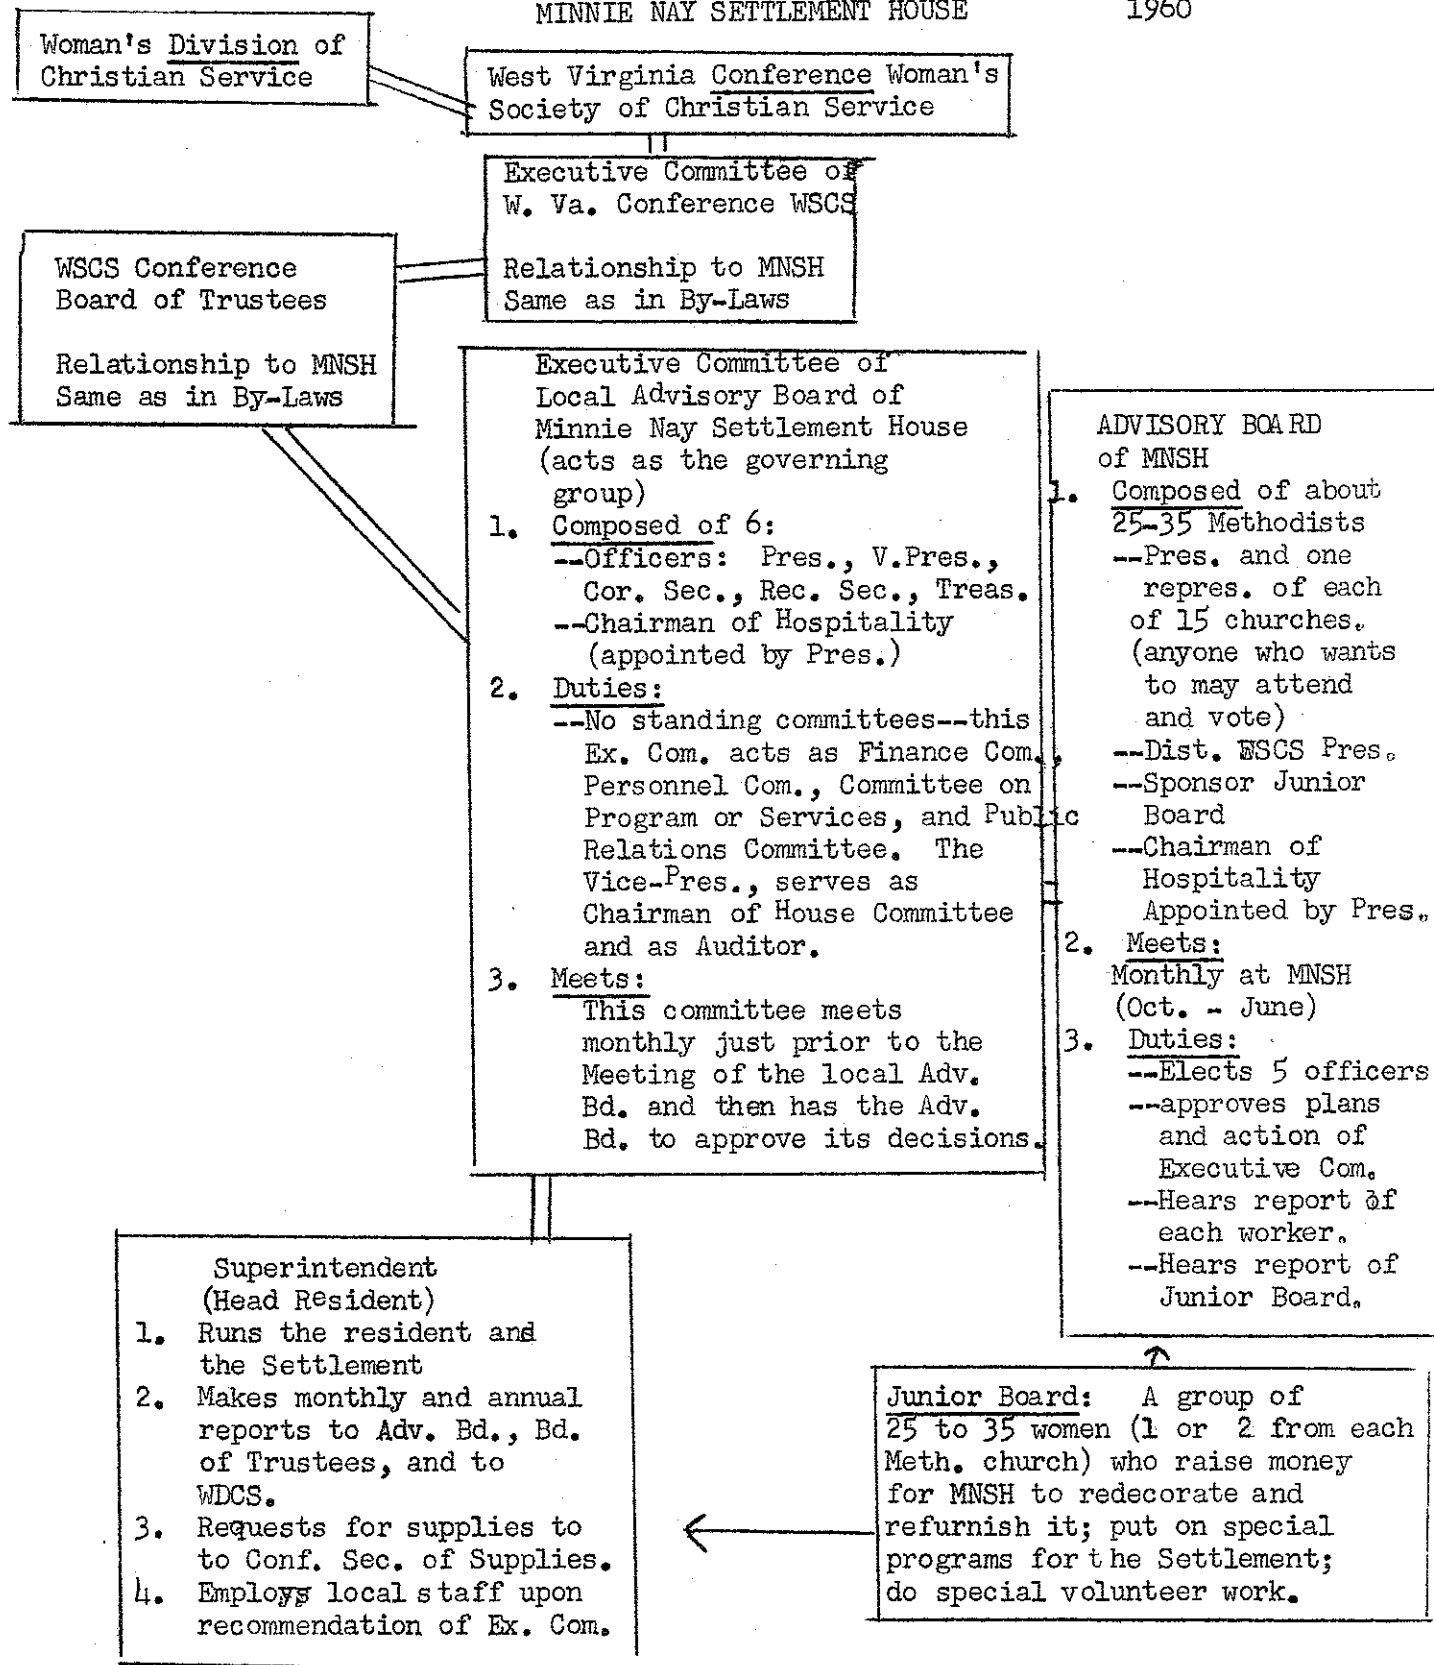 MINNIE NAY SETTLEMENT HOUSE 1960
Woman's Division of
Christian Service
West Virginia Conference Woman's
Society of Christian Service
Executive Committee of
W. Va. Conference WSCS
Relationship to MNSH
Same as in By-Laws
WSCS Conference
Board of Trustees
Relationship to MNSH
Same as in By-Laws
Executive Committee of
Local Advisory Board of
Minnie Nay Settlement House
(acts as the governing
group)
1. Composed of 6:
--Officers: Pres., V.Pres.,
Cor. Sec., Rec. Sec., Treas.
--Chairman of Hospitality
(appointed by Pres.)
2. Duties:
--No standing committees--this
Ex. Com. acts as Finance Com.,
Personnel Com., Committee on
Program or Services, and Public
Relations Committee. The
Vice-Pres., serves as
Chairman of House Committee
and as Auditor.
3. Meets:
This committee meets
monthly just prior to the
Meeting of the local Adv.
Bd. and then has the Adv.
Bd. to approve its decisions.
ADVISORY BOARD
of MNSH
1. Composed of about
25-35 Methodists
--Pres. and one
repres. of each
of 15 churches.
(anyone who wants
to may attend
and vote)
--Dist. WSCS Pres.
--Sponsor Junior
Board
--Chairman of
Hospitality
Appointed by Pres.
2. Meets:
Monthly at MNSH
(Oct. - June)
3. Duties:
--Elects 5 officers
--approves plans
and action of
Executive Com.
--Hears report of
each worker.
--Hears report of
Junior Board.
Superintendent
(Head Resident)
1. Runs the resident and
the Settlement
2. Makes monthly and annual
reports to Adv. Bd., Bd.
of Trustees, and to
WDCS.
3. Requests for supplies to
to Conf. Sec. of Supplies.
4. Employs local staff upon
recommendation of Ex. Com.
Junior Board: A group of
25 to 35 women (1 or 2 from each
Meth. church) who raise money
for MNSH to redecorate and
refurnish it; put on special
programs for the Settlement;
do special volunteer work.